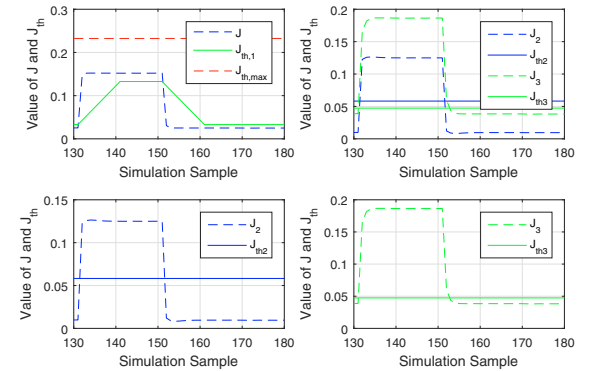 Value of J and J_th
0.3
0.2
0.1
0
J
J_th,1
J_th,max
130 140 150 160 170 180
Simulation Sample
Value of J and J_th
0.2
0.15
0.1
0.05
0
J_2
J_th2
J_3
J_th3
130 140 150 160 170 180
Simulation Sample
Value of J and J_th
0.15
0.1
0.05
0
J_2
J_th2
130 140 150 160 170 180
Simulation Sample
Value of J and J_th
0.2
0.15
0.1
0.05
0
J_3
J_th3
130 140 150 160 170 180
Simulation Sample